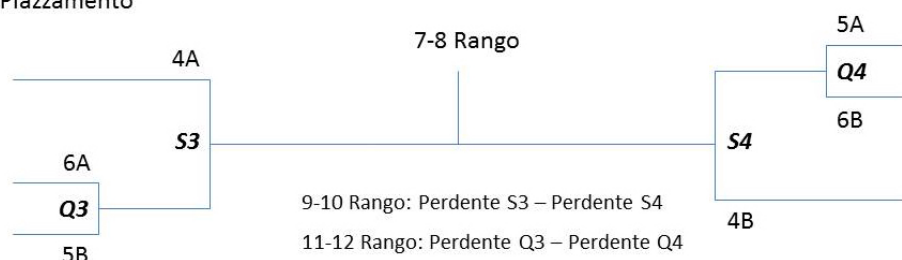 Piazzamento
5A
7-8 Rango
4A
Q4
6B
S3
S4
6A
9-10 Rango: Perdente S3 – Perdente S4
Q3
4B
11-12 Rango: Perdente Q3 – Perdente Q4
5B